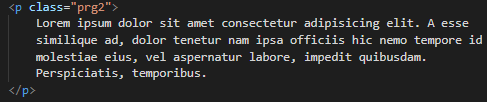 <p class="prg2">
Lorem ipsum dolor sit amet consectetur adipisicing elit. A esse
similique ad, dolor tenetur nam ipsa officiis hic nemo tempore id
molestiae eius, vel aspernatur labore, impedit quibusdam.
Perspiciatis, temporibus.
</p>